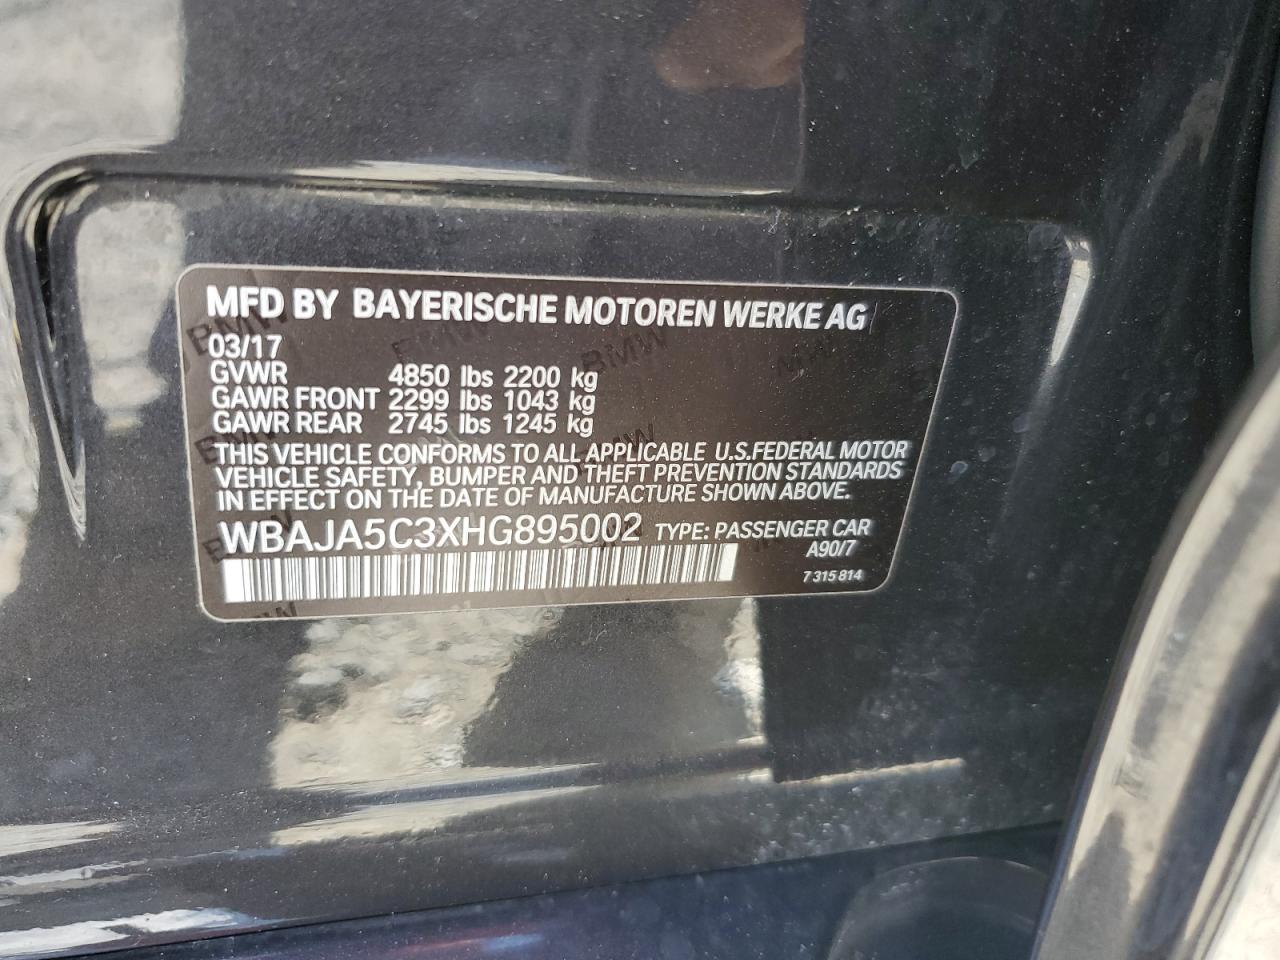 MFD BY BAYERISCHE MOTOREN WERKE AG
03/17
GVWR 4850 lbs 2200 kg
GAWR FRONT 2299 lbs 1043 kg
GAWR REAR 2745 lbs 1245 kg
THIS VEHICLE CONFORMS TO ALL APPLICABLE U.S.FEDERAL MOTOR
VEHICLE SAFETY, BUMPER AND THEFT PREVENTION STANDARDS
IN EFFECT ON THE DATE OF MANUFACTURE SHOWN ABOVE.
WBAJA5C3XHG895002 TYPE: PASSENGER CAR
A90/7
7 315 814